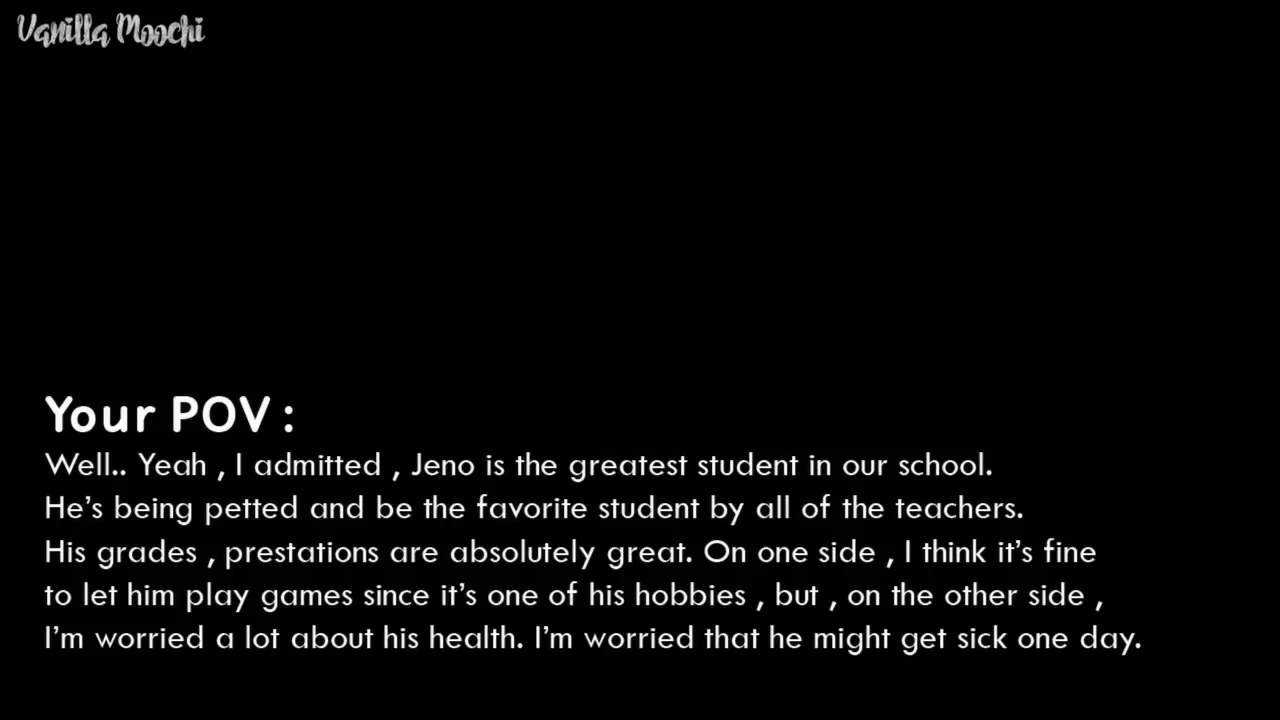 Vanilla Moochi
Your POV :
Well.. Yeah , I admitted , Jeno is the greatest student in our school.
He's being petted and be the favorite student by all of the teachers.
His grades , prestations are absolutely great. On one side , I think it's fine
to let him play games since it's one of his hobbies , but , on the other side ,
I'm worried a lot about his health. I'm worried that he might get sick one day.